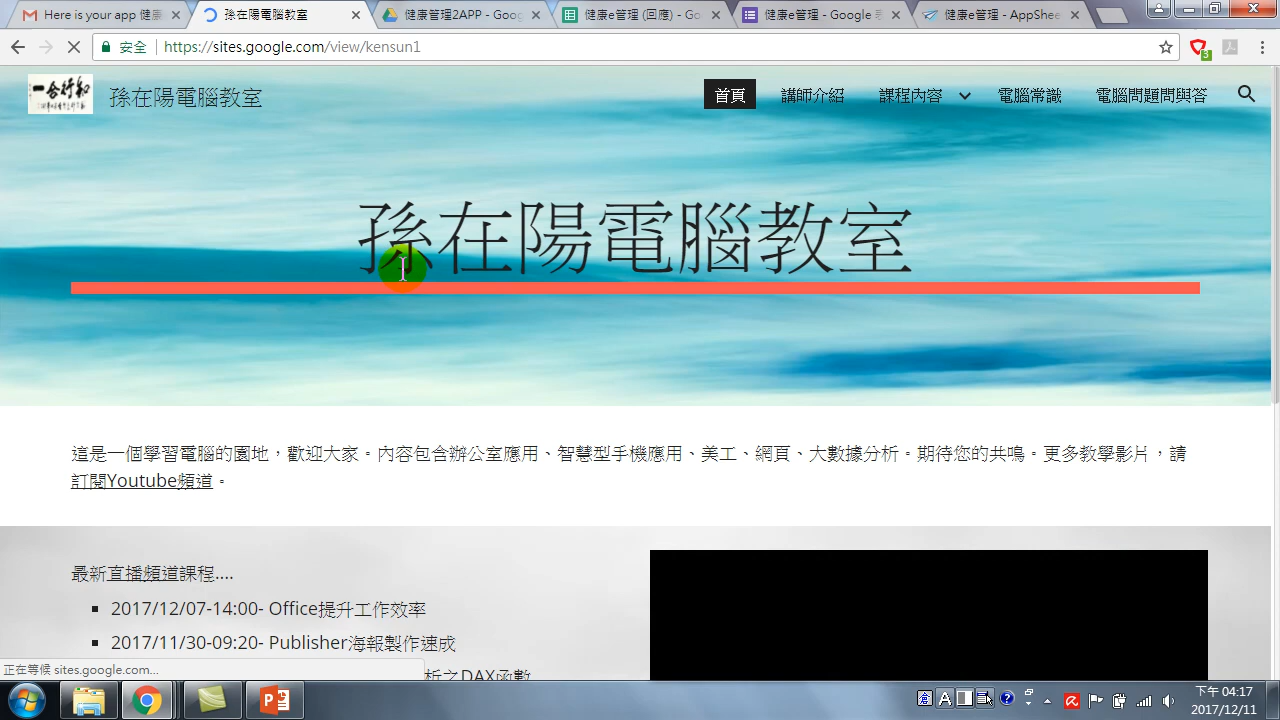 Here is your app 健康
孫在陽電腦教室
健康管理2APP - Goog
健康e管理 (回應) - Go
健康e管理 - Google
健康e管理 - AppShee
安全
https://sites.google.com/view/kensun1
3
知行合一
孫在陽電腦教室
首頁
講師介紹
課程內容
電腦常識
電腦問題問與答
孫在陽電腦教室
這是一個學習電腦的園地，歡迎大家。內容包含辦公室應用、智慧型手機應用、美工、網頁、大數據分析。期待您的共鳴。更多教學影片，請
訂閱Youtube頻道。
最新直播頻道課程....
2017/12/07-14:00- Office提升工作效率
2017/11/30-09:20- Publisher海報製作速成
析之DAX函數
正在等候 sites.google.com...
下午 04:17
2017/12/11